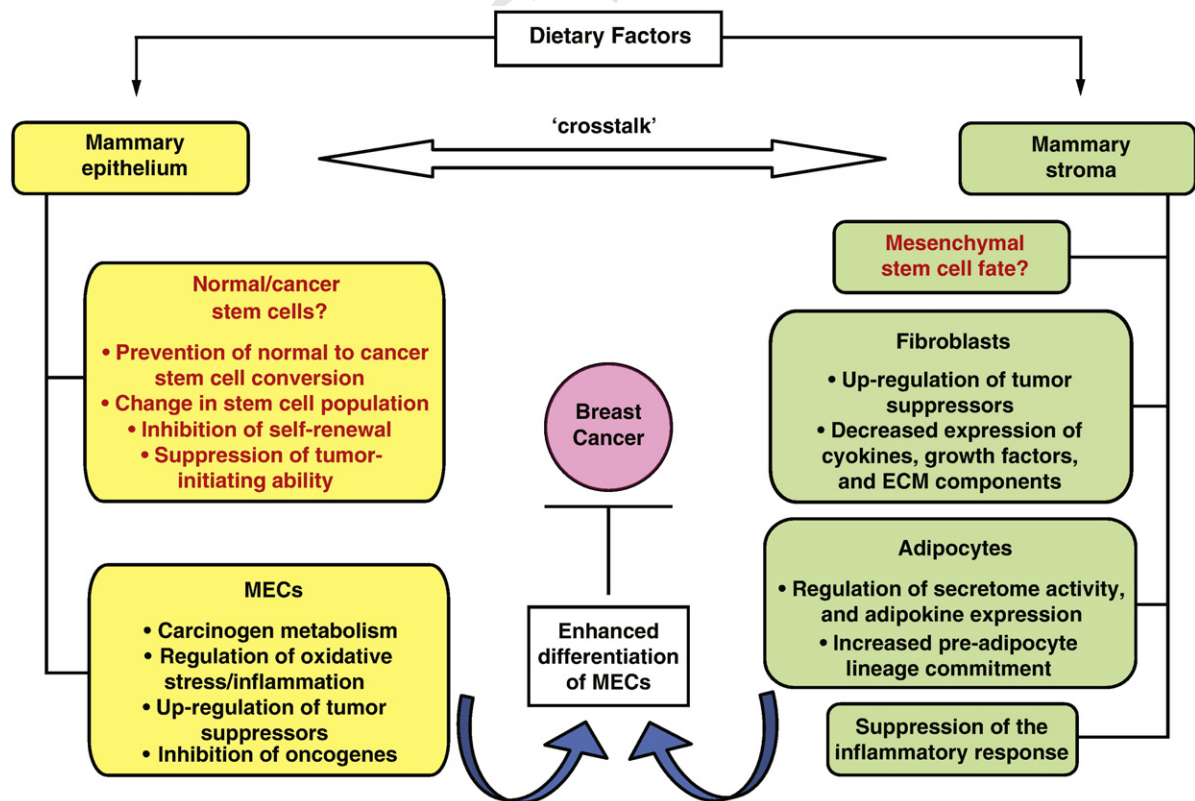 Dietary Factors
'crosstalk'
Mammary
epithelium
Normal/cancer
stem cells?
• Prevention of normal to cancer
stem cell conversion
• Change in stem cell population
• Inhibition of self-renewal
• Suppression of tumor-
initiating ability
MECs
• Carcinogen metabolism
• Regulation of oxidative
stress/inflammation
• Up-regulation of tumor
suppressors
• Inhibition of oncogenes
Breast
Cancer
Enhanced
differentiation
of MECs
Mammary
stroma
Mesenchymal
stem cell fate?
Fibroblasts
• Up-regulation of tumor
suppressors
• Decreased expression of
cyokines, growth factors,
and ECM components
Adipocytes
• Regulation of secretome activity,
and adipokine expression
• Increased pre-adipocyte
lineage commitment
Suppression of the
inflammatory response